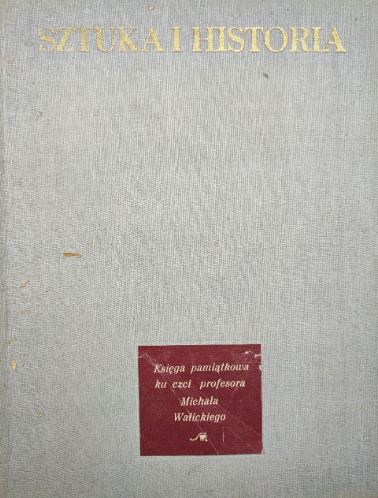 SZTUKA I HISTORIA
Księga pamiątkowa
ku czci profesora
Michała
Walickiego